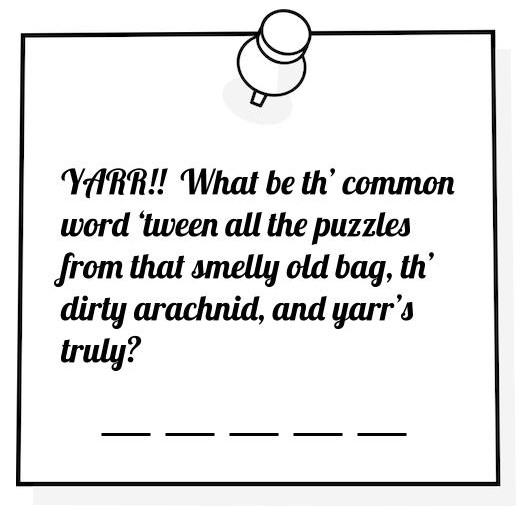 YARR!! What be th' common
word 'tween all the puzzles
from that smelly old bag, th'
dirty arachnid, and yarr's
truly?
_ _ _ _ _